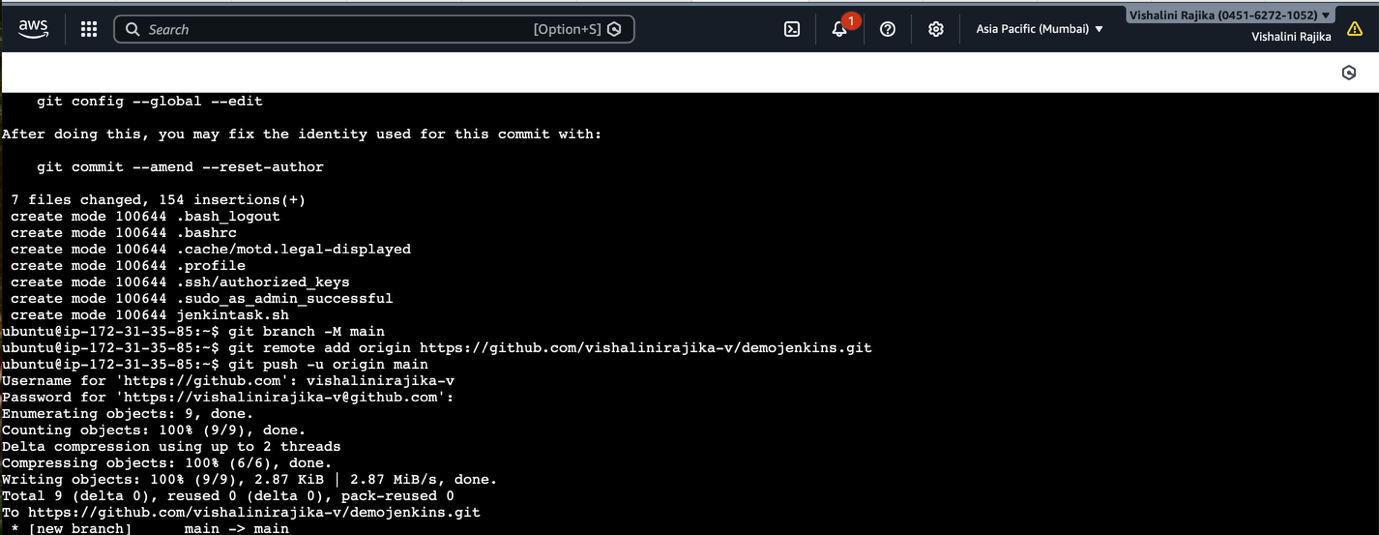 aws
Search
[Option+S]
1
Asia Pacific (Mumbai)
Vishalini Rajika (0451-6272-1052)
Vishalini Rajika
git config --global --edit
After doing this, you may fix the identity used for this commit with:
git commit --amend --reset-author
7 files changed, 154 insertions(+)
create mode 100644 .bash_logout
create mode 100644 .bashrc
create mode 100644 .cache/motd.legal-displayed
create mode 100644 .profile
create mode 100644 .ssh/authorized_keys
create mode 100644 .sudo_as_admin_successful
create mode 100644 jenkintask.sh
ubuntu@ip-172-31-35-85:~$ git branch -M main
ubuntu@ip-172-31-35-85:~$ git remote add origin https://github.com/vishalinirajika-v/demojenkins.git
ubuntu@ip-172-31-35-85:~$ git push -u origin main
Username for 'https://github.com': vishalinirajika-v
Password for 'https://vishalinirajika-v@github.com':
Enumerating objects: 9, done.
Counting objects: 100% (9/9), done.
Delta compression using up to 2 threads
Compressing objects: 100% (6/6), done.
Writing objects: 100% (9/9), 2.87 KiB | 2.87 MiB/s, done.
Total 9 (delta 0), reused 0 (delta 0), pack-reused 0
To https://github.com/vishalinirajika-v/demojenkins.git
* [new branch]      main -> main